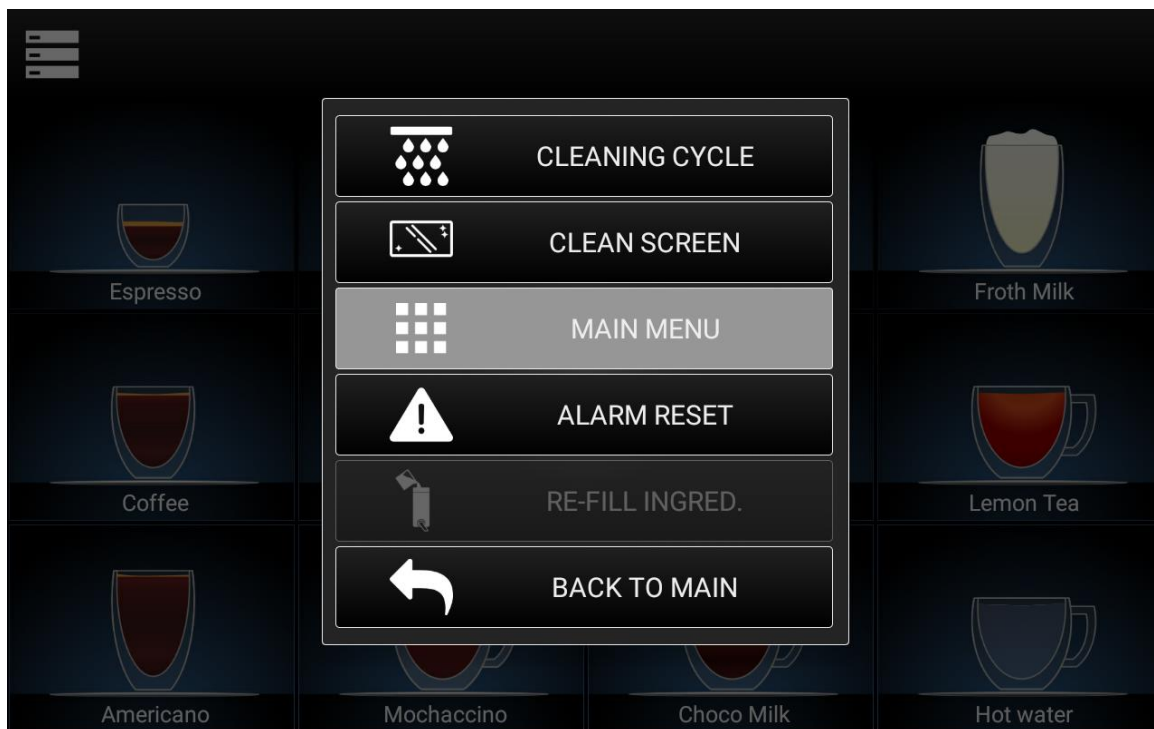 CLEANING CYCLE
CLEAN SCREEN
Espresso
Froth Milk
MAIN MENU
ALARM RESET
Coffee
RE-FILL INGRED.
Lemon Tea
BACK TO MAIN
Americano
Mochaccino
Choco Milk
Hot water